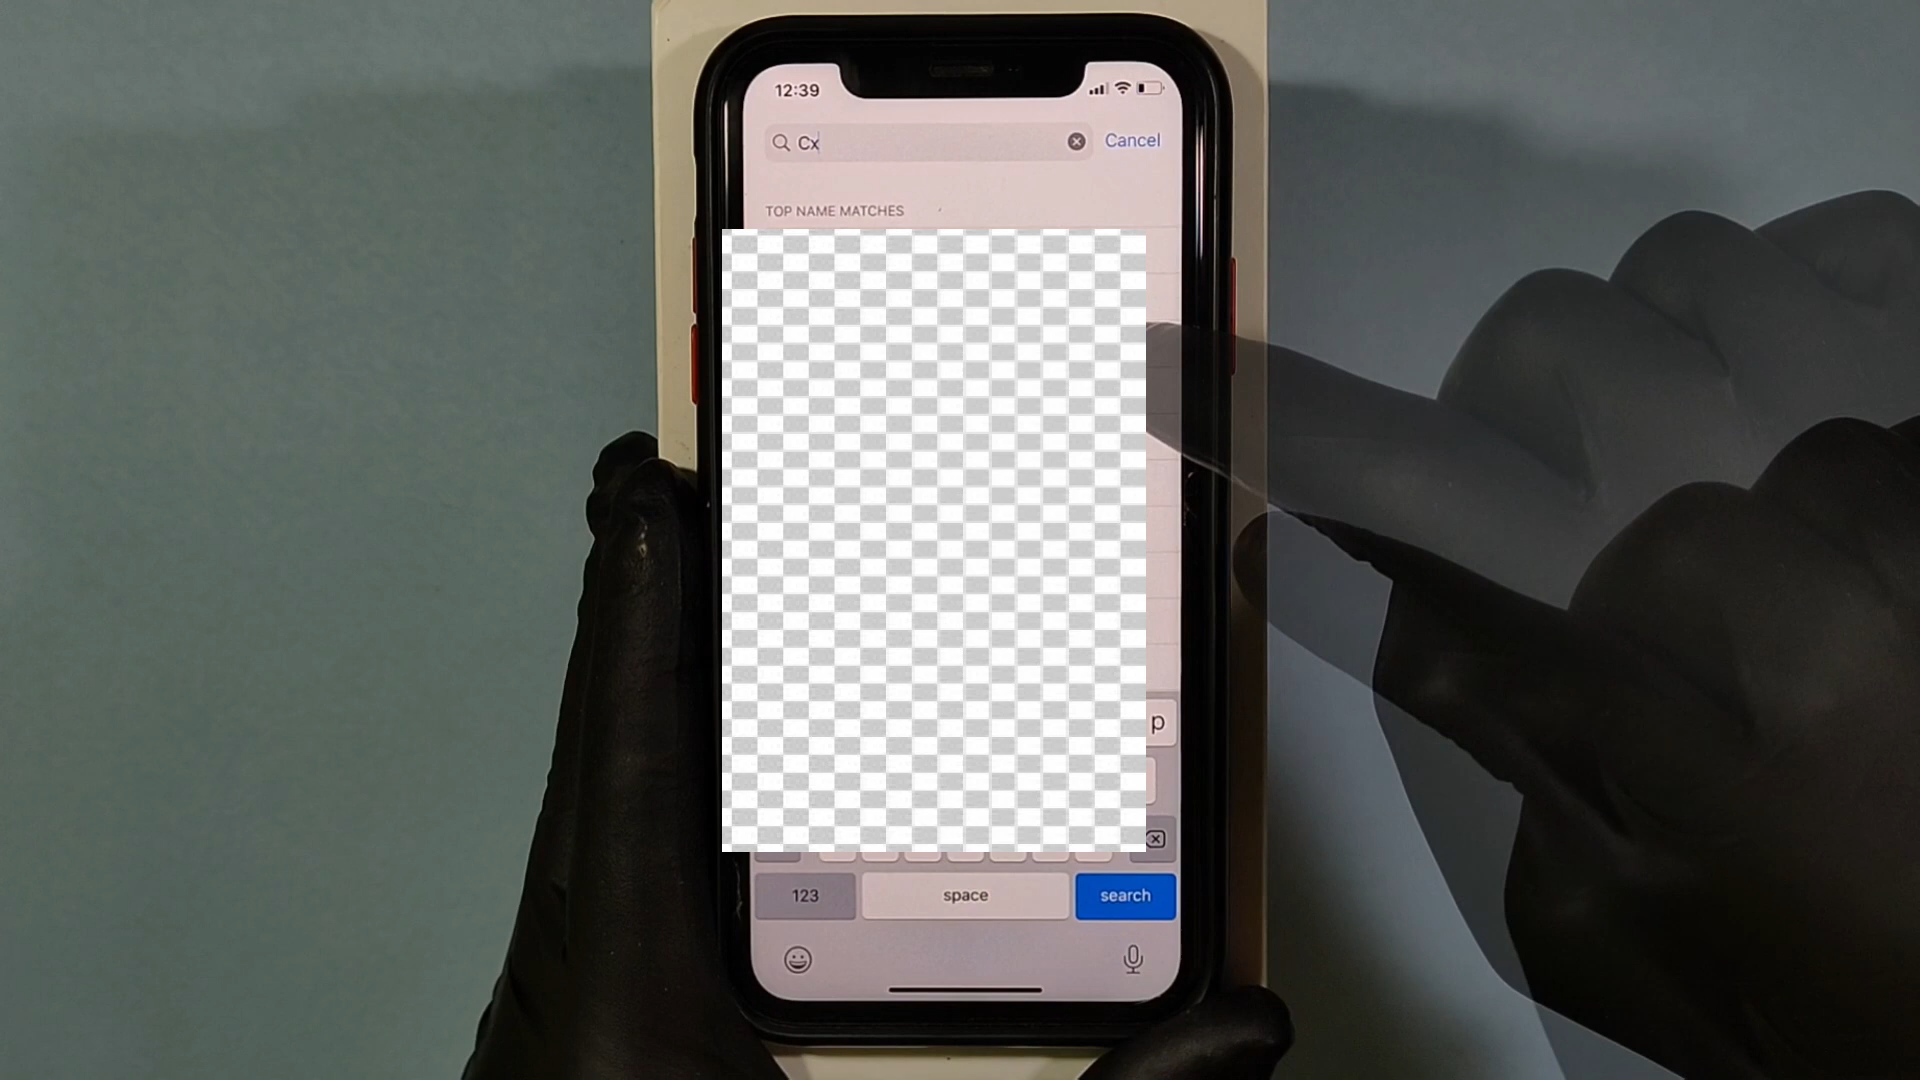 12:39
Cx
Cancel
TOP NAME MATCHES
p
123
space
search